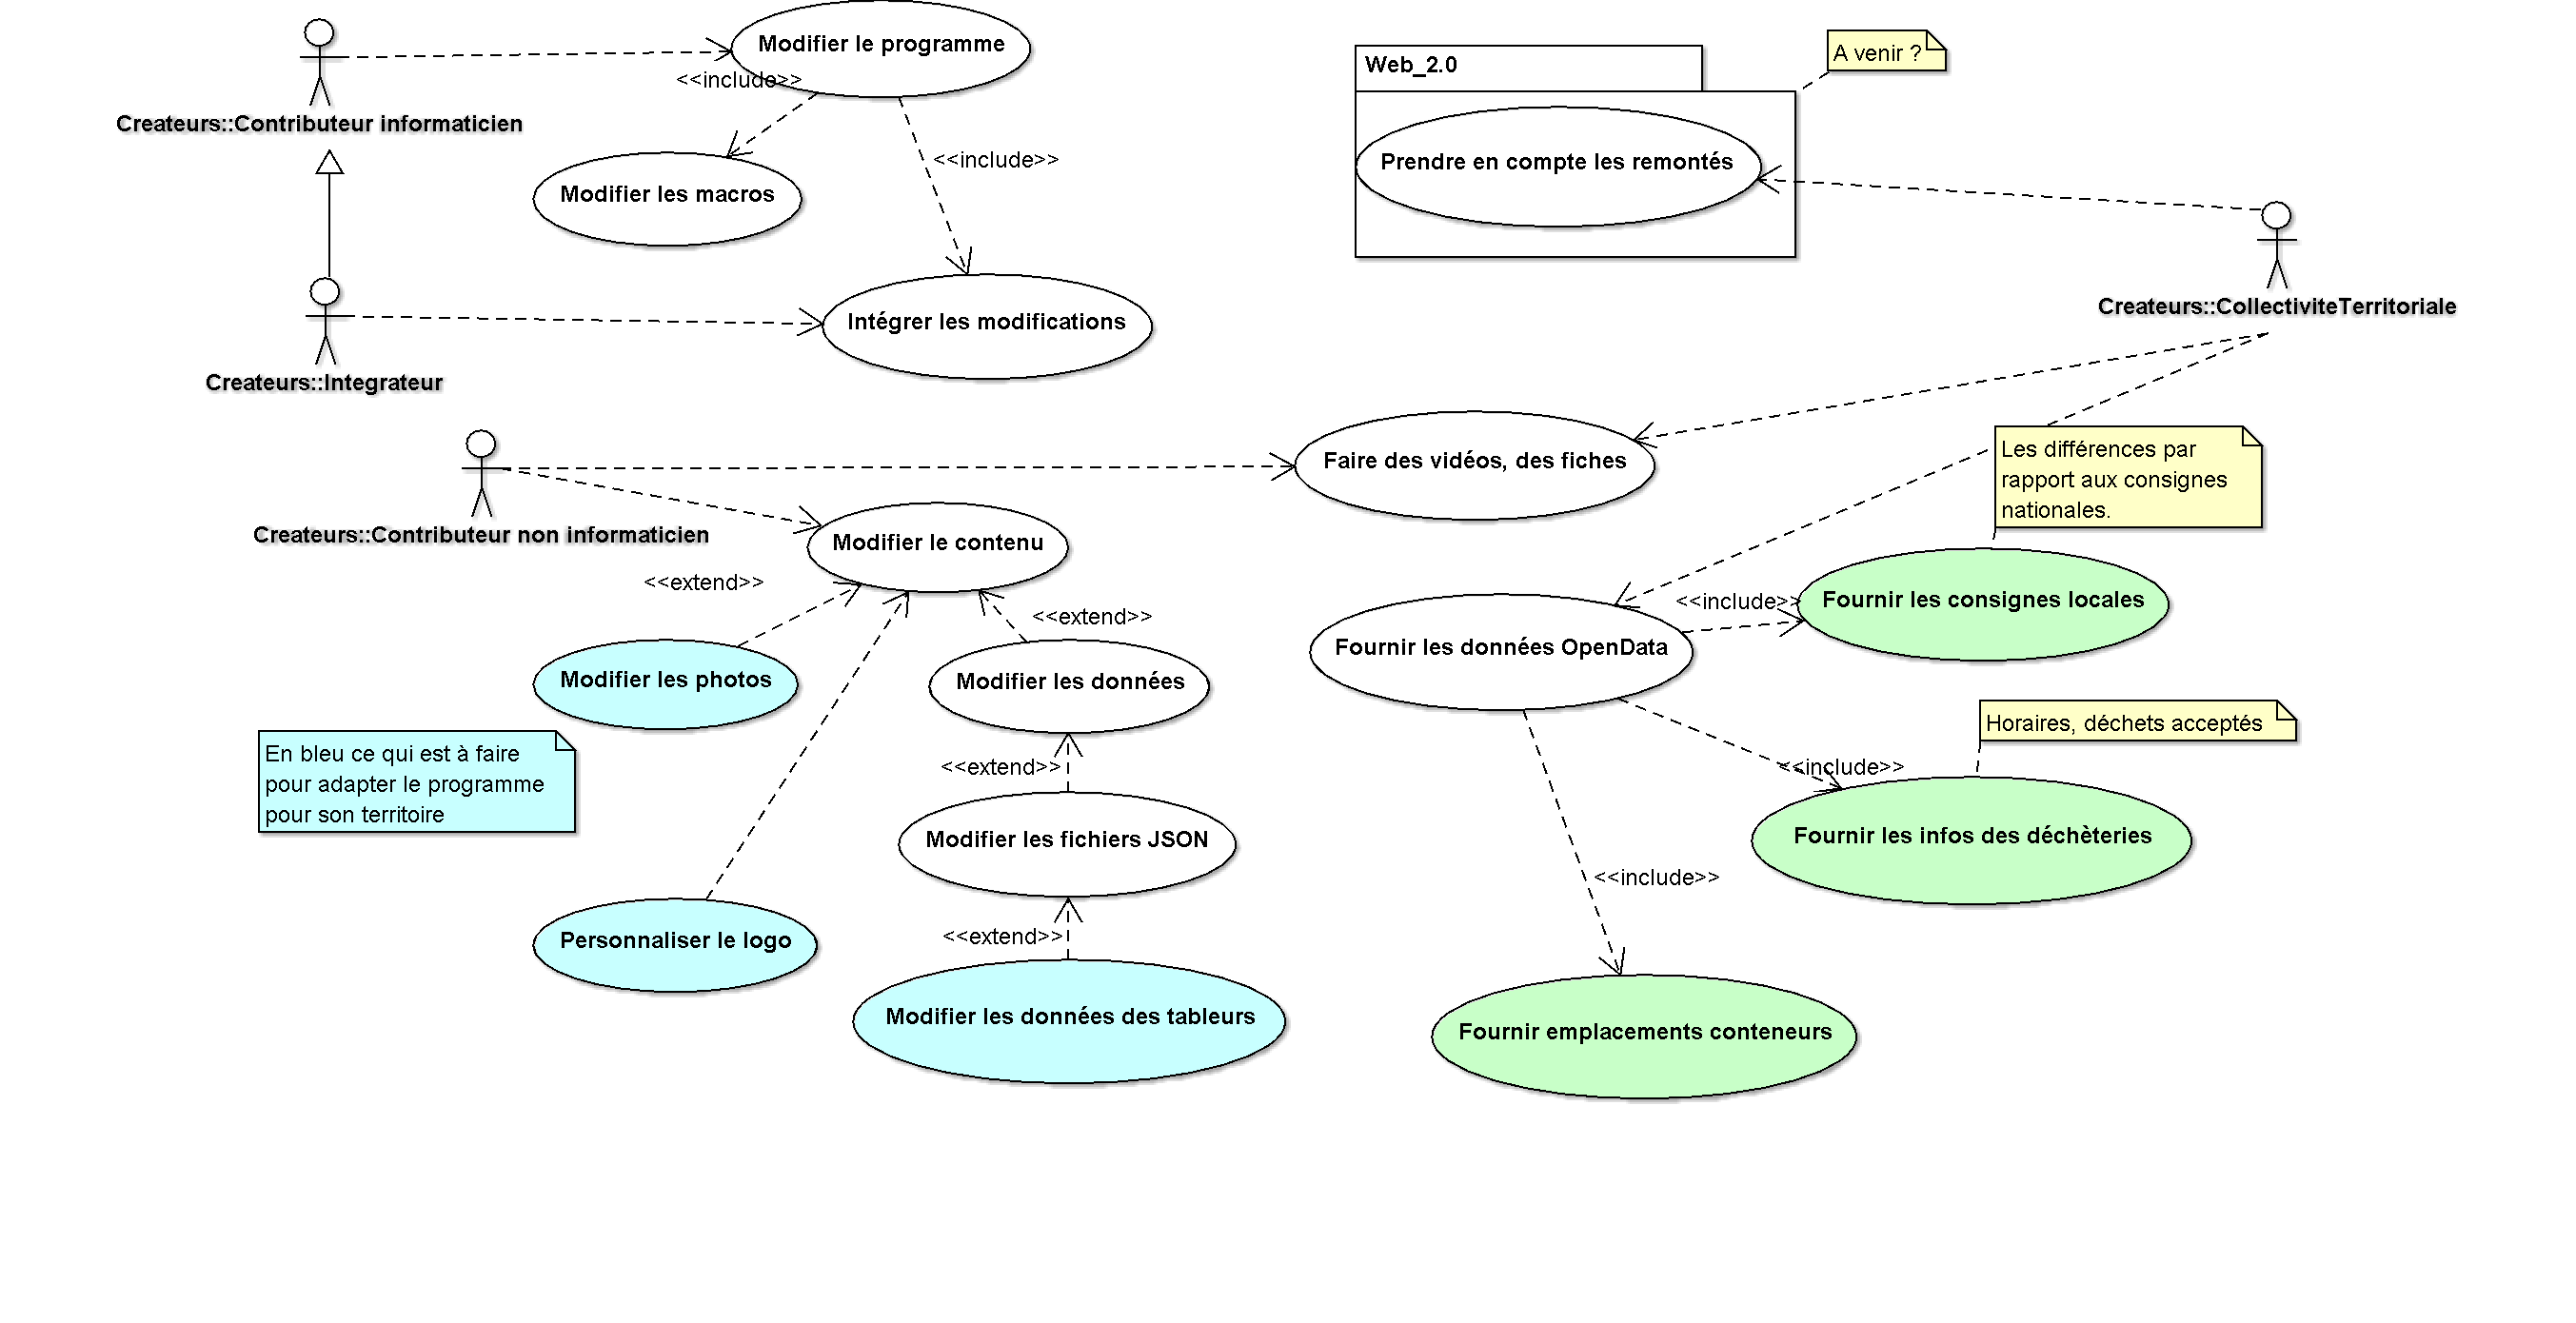 Modifier le programme
<<include>>
Createurs::Contributeur informaticien
Modifier les macros
<<include>>
Intégrer les modifications
Createurs::Integrateur
Web_2.0
A venir ?
Prendre en compte les remontés
Createurs::CollectiviteTerritoriale
Faire des vidéos, des fiches
Les différences par
rapport aux consignes
nationales.
Createurs::Contributeur non informaticien
Modifier le contenu
<<extend>>
<<extend>>
<<include>>
Fournir les consignes locales
Fournir les données OpenData
Modifier les photos
Modifier les données
Horaires, déchets acceptés
En bleu ce qui est à faire
pour adapter le programme
pour son territoire
<<extend>>
<<include>>
Modifier les fichiers JSON
Fournir les infos des déchèteries
<<include>>
Personnaliser le logo
<<extend>>
Modifier les données des tableurs
Fournir emplacements conteneurs